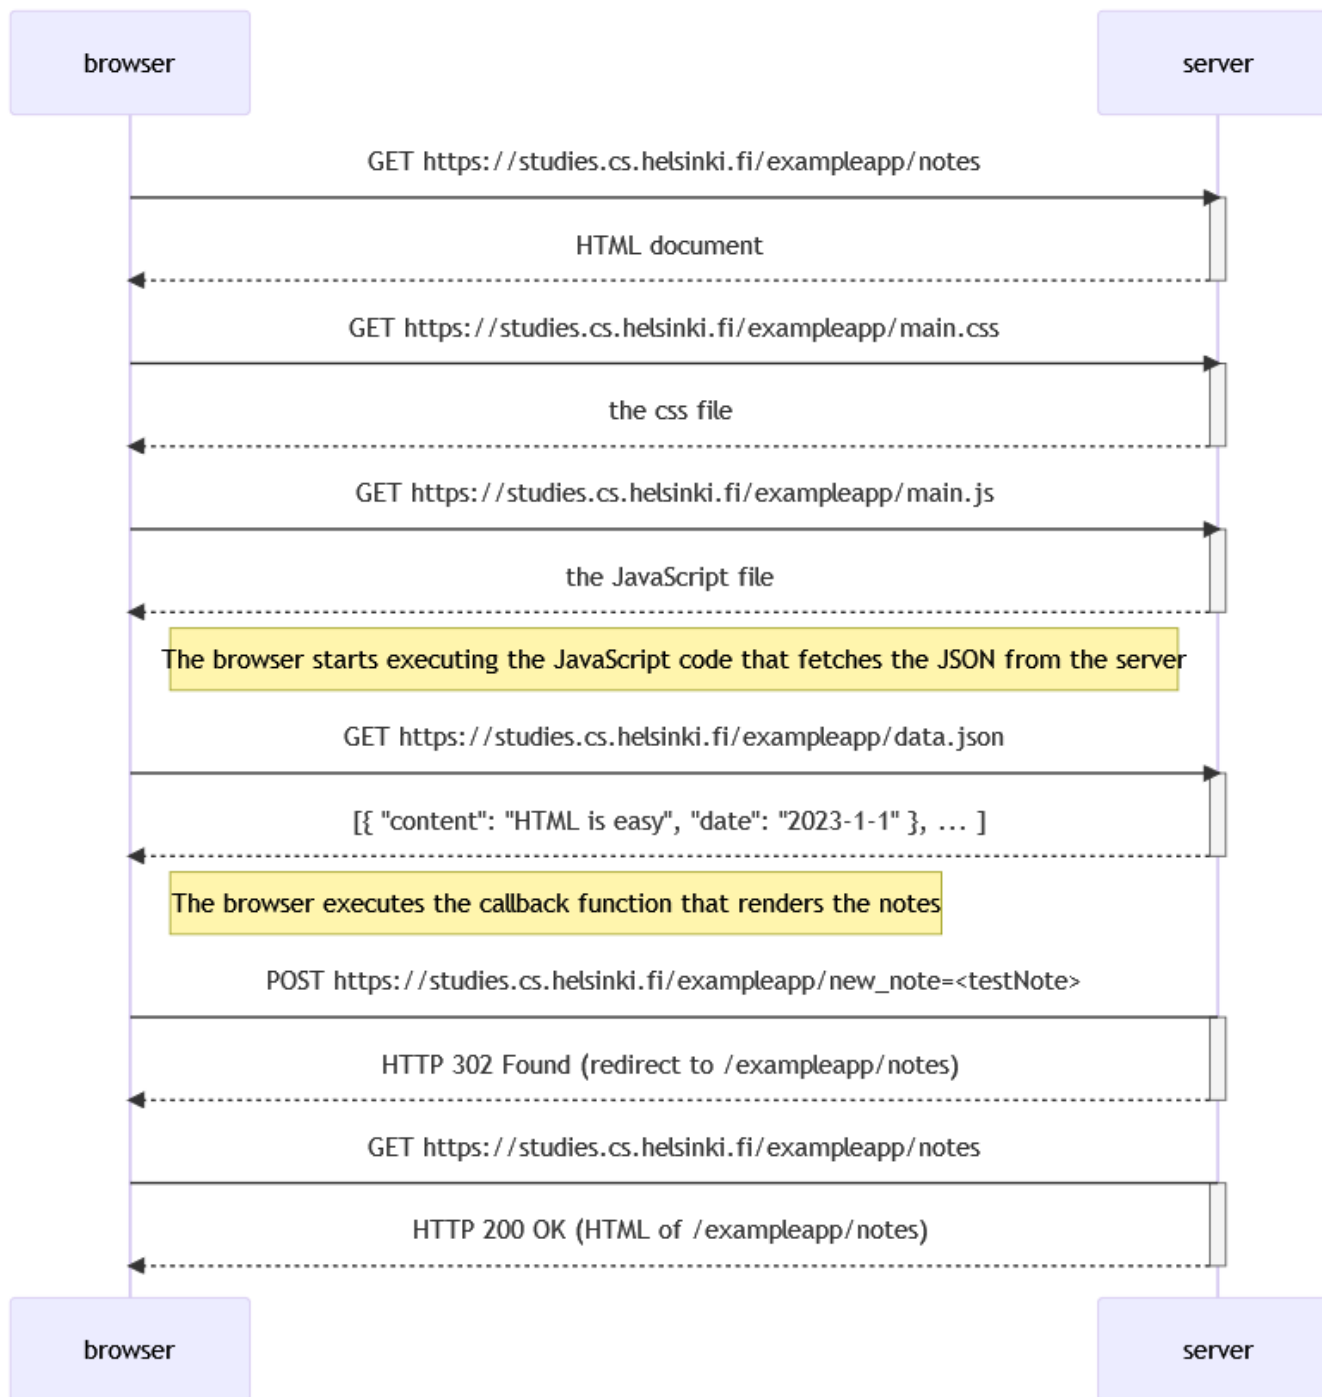 browser
server
GET https://studies.cs.helsinki.fi/exampleapp/notes
HTML document
GET https://studies.cs.helsinki.fi/exampleapp/main.css
the css file
GET https://studies.cs.helsinki.fi/exampleapp/main.js
the JavaScript file
The browser starts executing the JavaScript code that fetches the JSON from the server
GET https://studies.cs.helsinki.fi/exampleapp/data.json
[{ "content": "HTML is easy", "date": "2023-1-1" }, ... ]
The browser executes the callback function that renders the notes
POST https://studies.cs.helsinki.fi/exampleapp/new_note=<testNote>
HTTP 302 Found (redirect to /exampleapp/notes)
GET https://studies.cs.helsinki.fi/exampleapp/notes
HTTP 200 OK (HTML of /exampleapp/notes)
browser
server